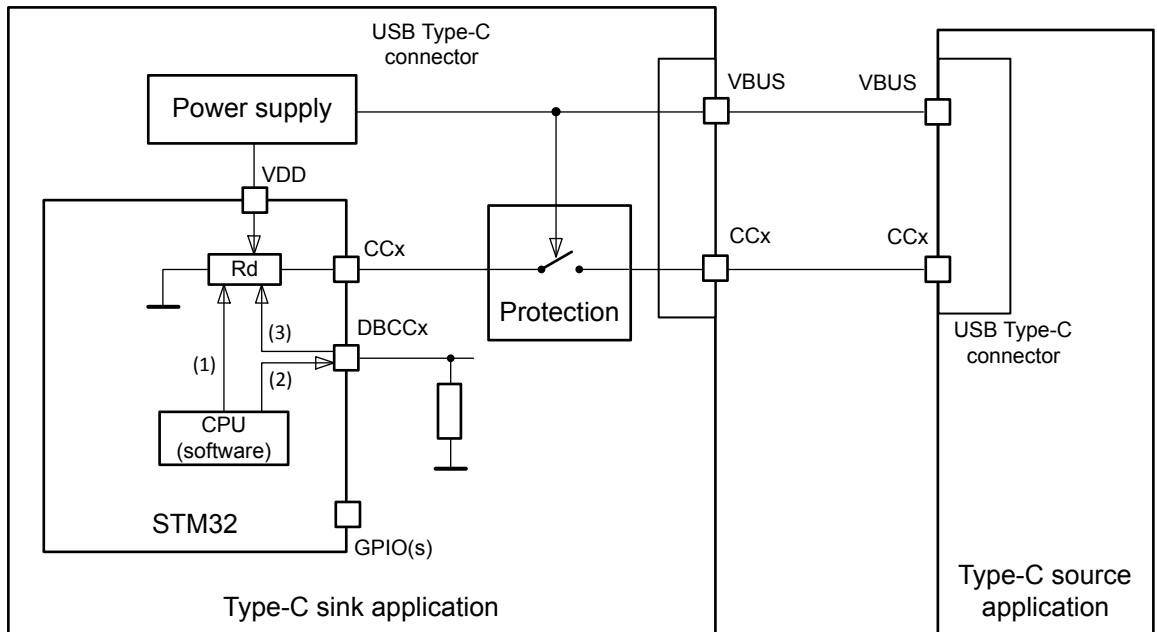 USB Type-C
connector
VBUS
VBUS
Power supply
VDD
CCx
CCx
CCx
Rd
Protection
DBCCx
(3)
(1)
(2)
USB Type-C
connector
CPU
(software)
STM32
GPIO(s)
Type-C sink application
Type-C source
application